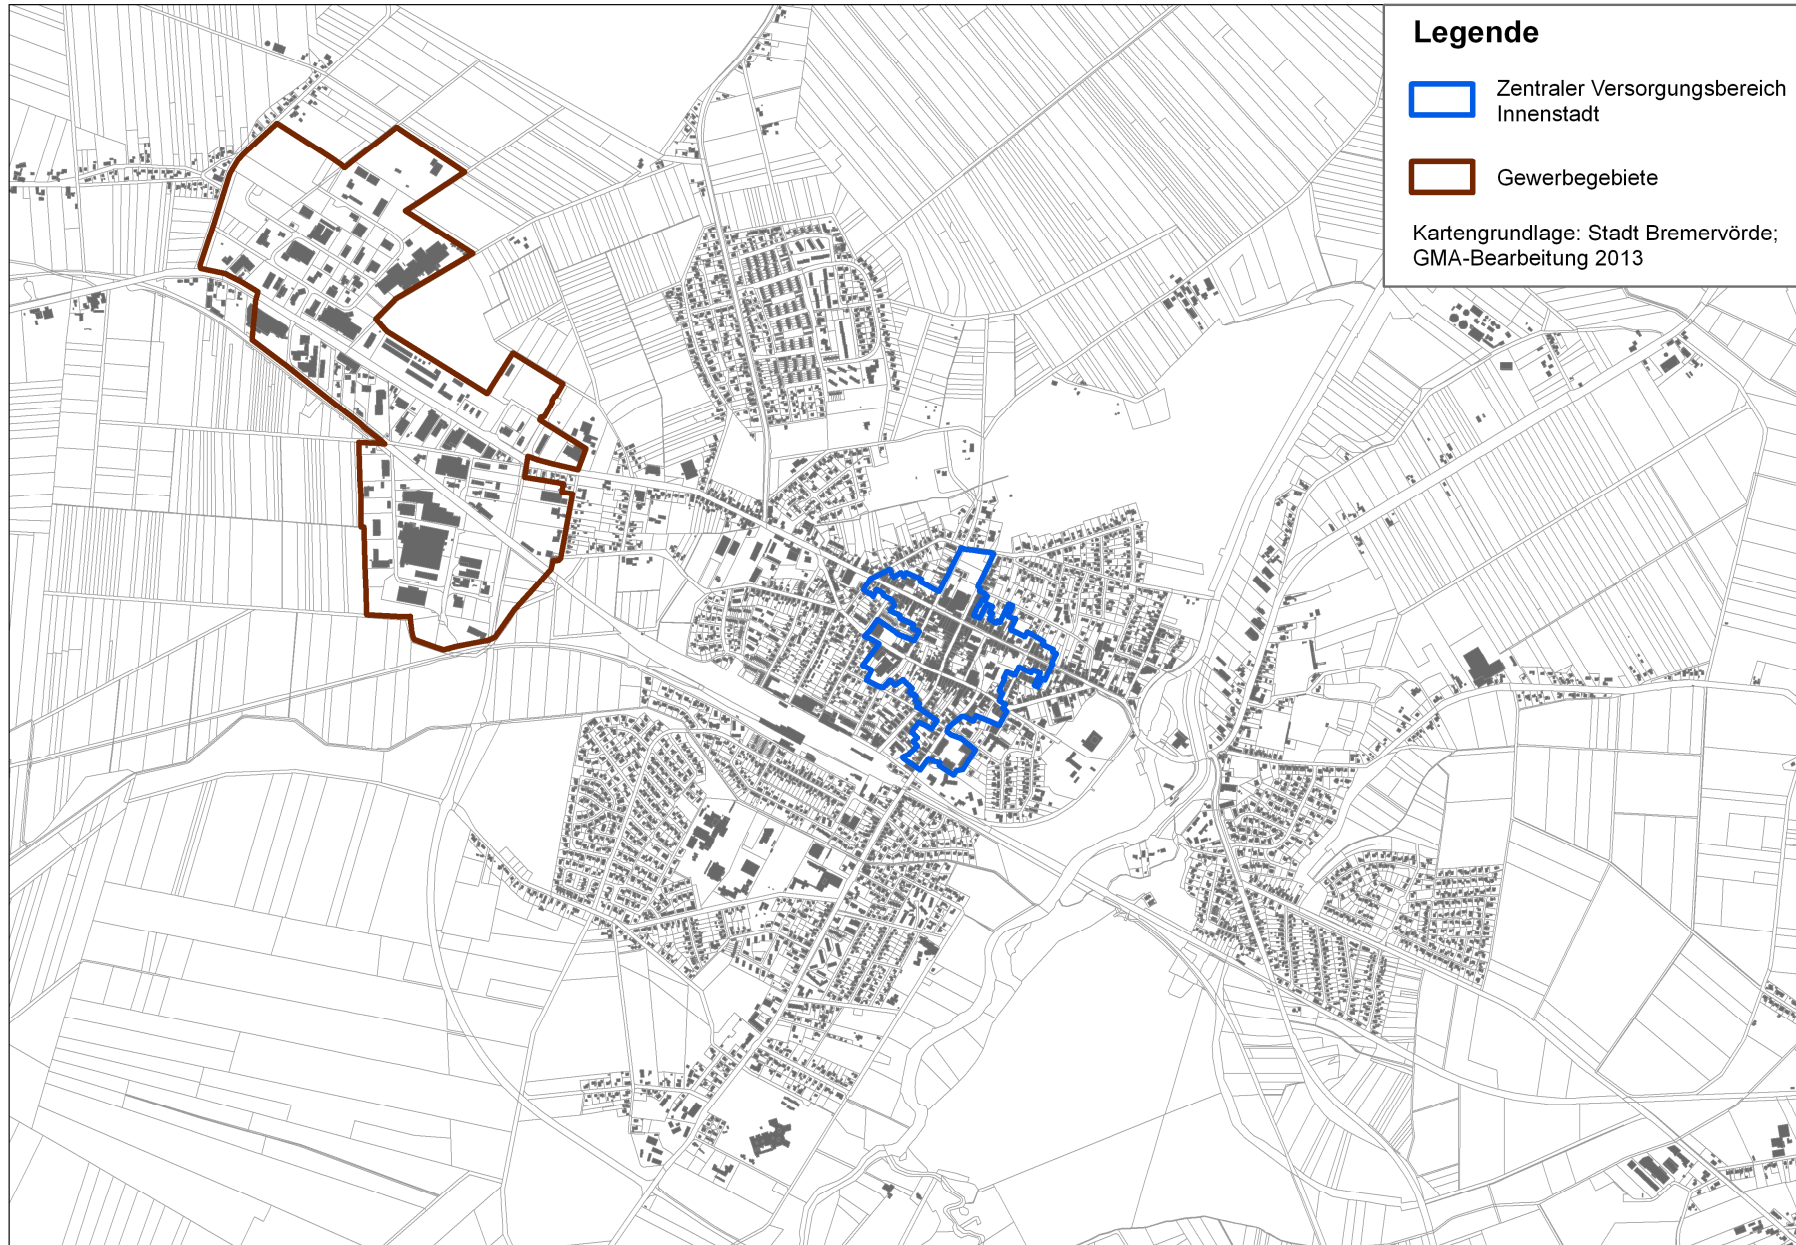 Legende
Zentraler Versorgungsbereich
Innenstadt
Gewerbegebiete
Kartengrundlage: Stadt Bremervörde;
GMA-Bearbeitung 2013